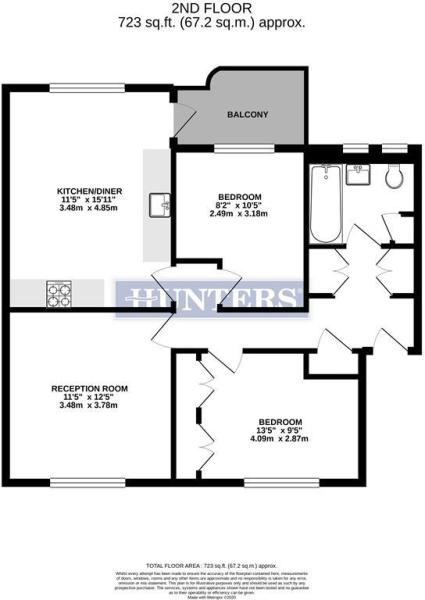 2ND FLOOR
723 sq.ft. (67.2 sq.m.) approx.
BALCONY
KITCHEN/DINER
11'5" x 15'11"
3.48m x 4.85m
BEDROOM
8'2" x 10'5"
2.49m x 3.18m
HUNTERS
RECEPTION ROOM
11'5" x 12'5"
3.48m x 3.78m
BEDROOM
13'5" x 9'5"
4.09m x 2.87m
TOTAL FLOOR AREA : 723 sq.ft. (67.2 sq.m.) approx.
Whilst every attempt has been made to ensure the accuracy of the floorplan contained here, measurements
of doors, windows, rooms and any other items are approximate and no responsibility is taken for any error,
omission or mis-statement. This plan is for illustrative purposes only and should be used as such by any
prospective purchaser. The services, systems and appliances shown have not been tested and no guarantee
as to their operability or efficiency can be given.
Made with Metropix ©2020